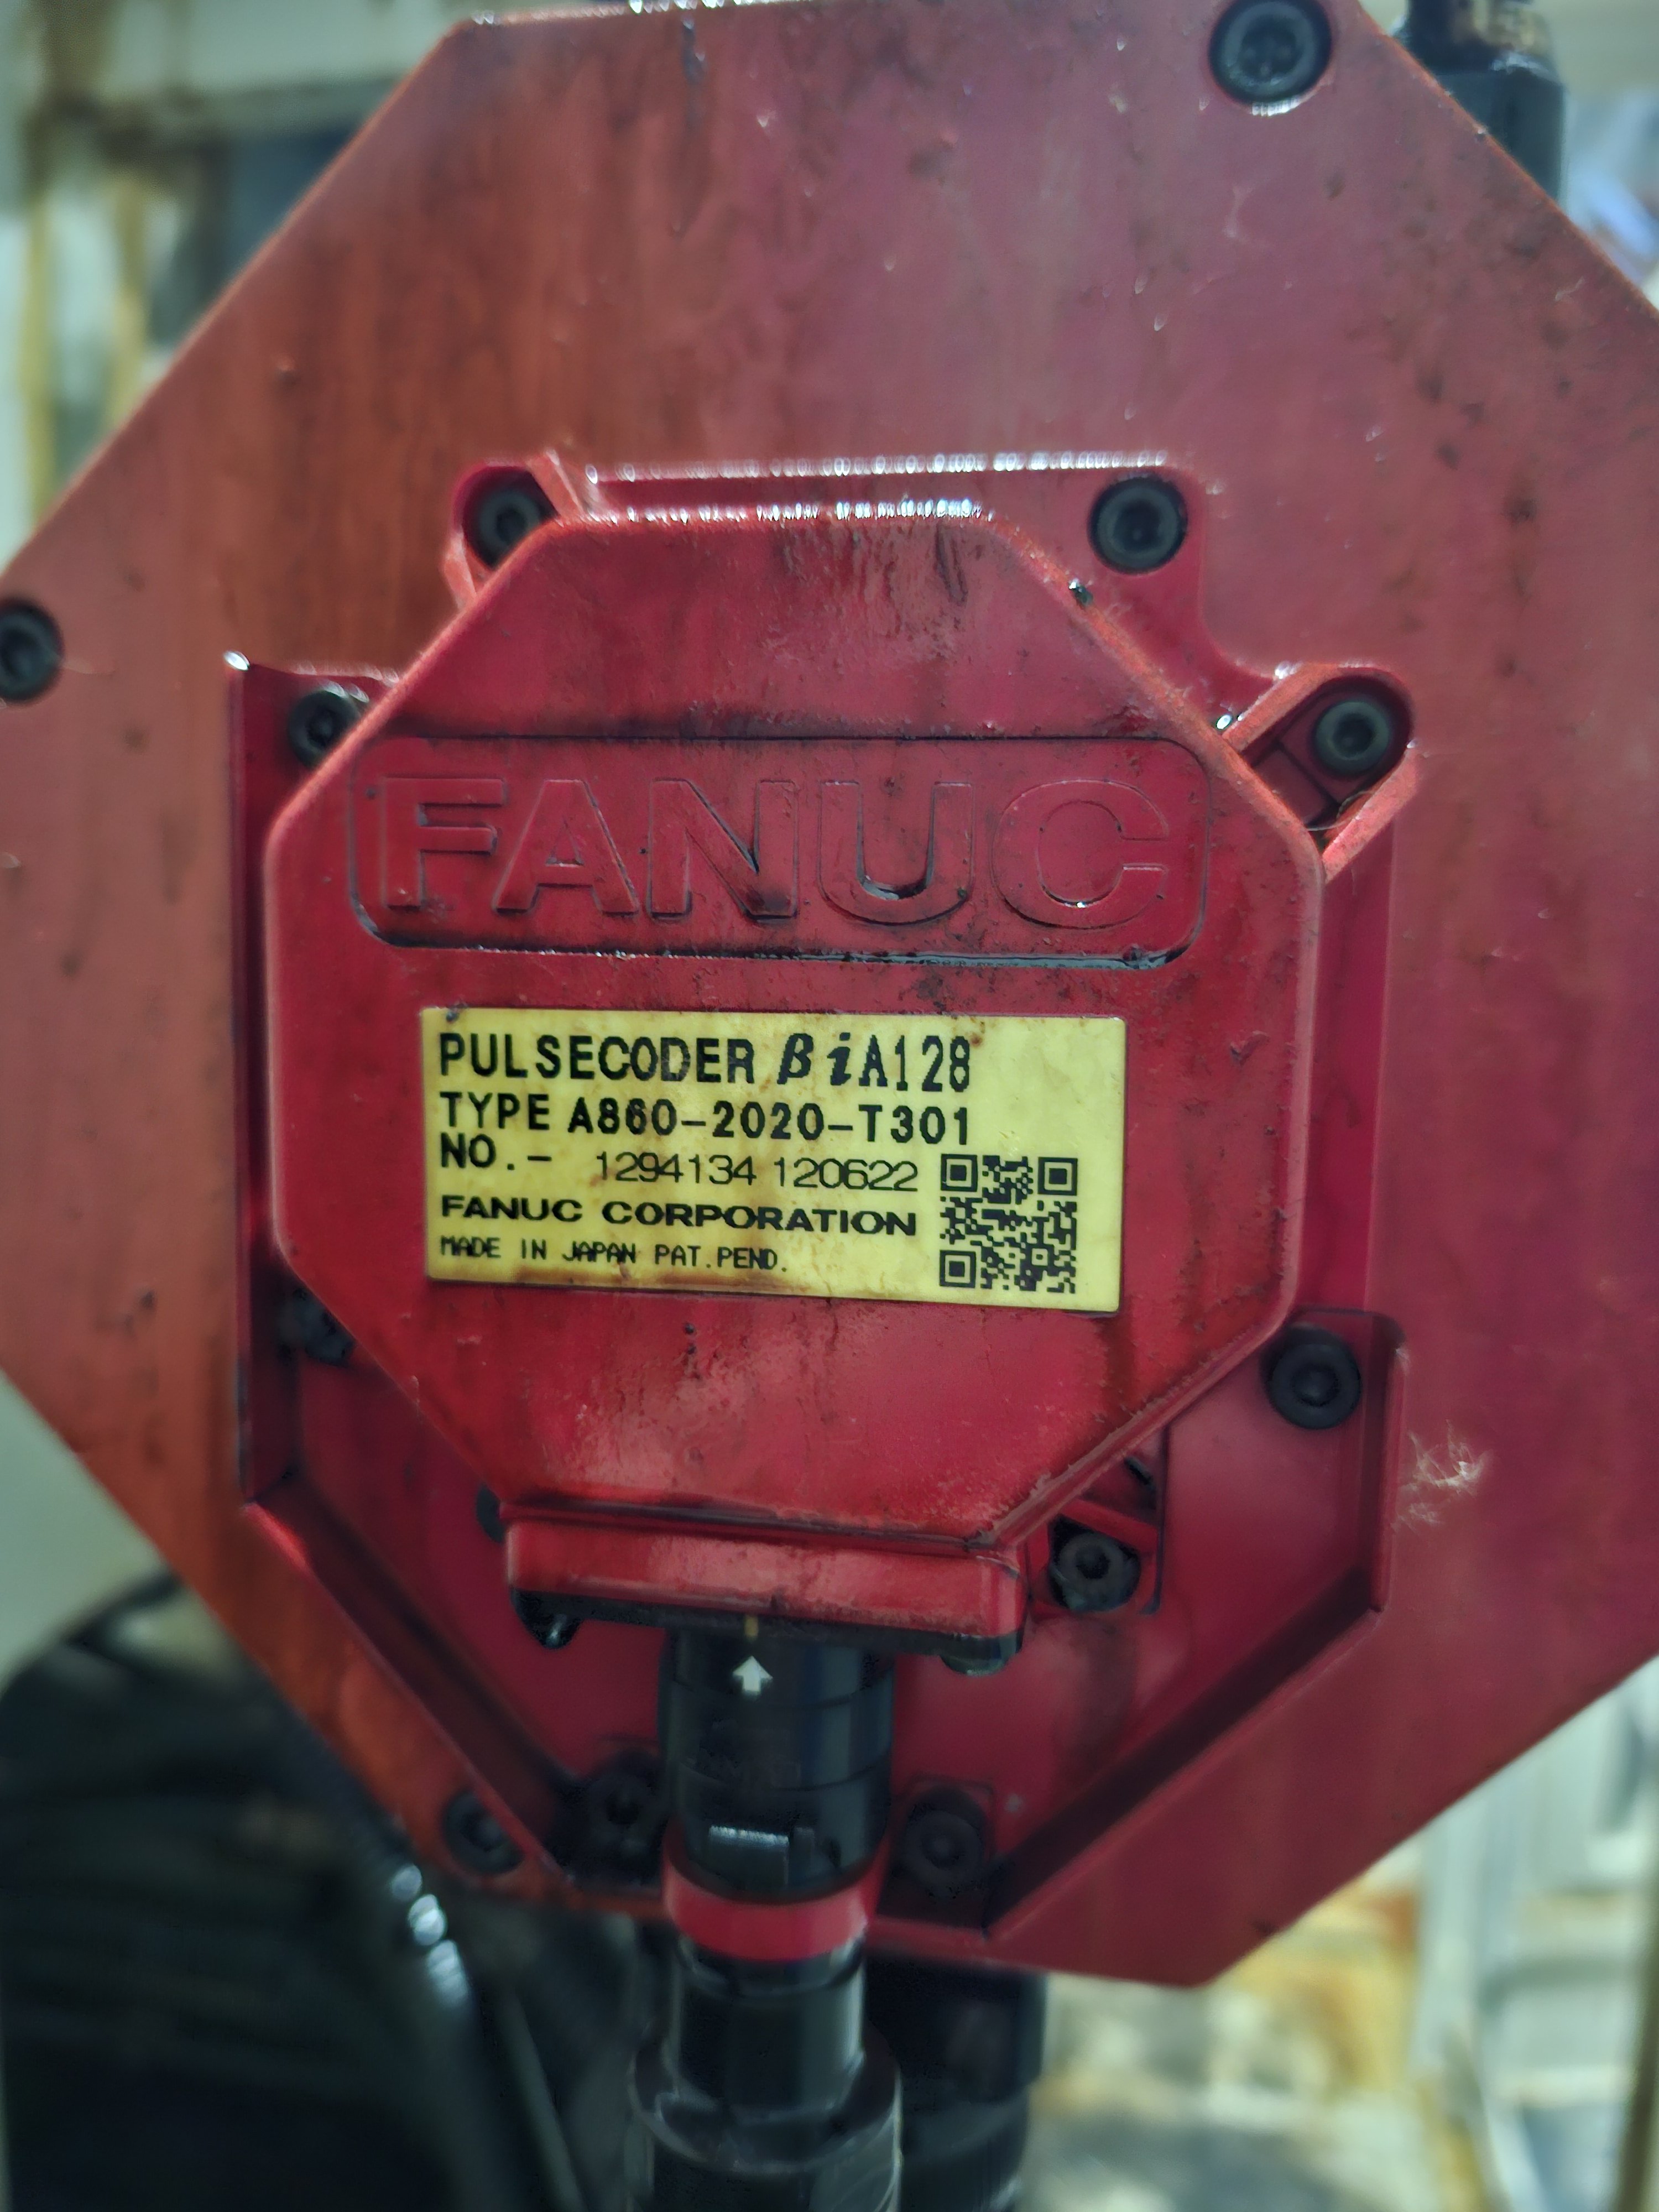 FANUC
PULSECODER βiA128
TYPE A860-2020-T301
NO.- 1294134 120622
FANUC CORPORATION
MADE IN JAPAN PAT.PEND.